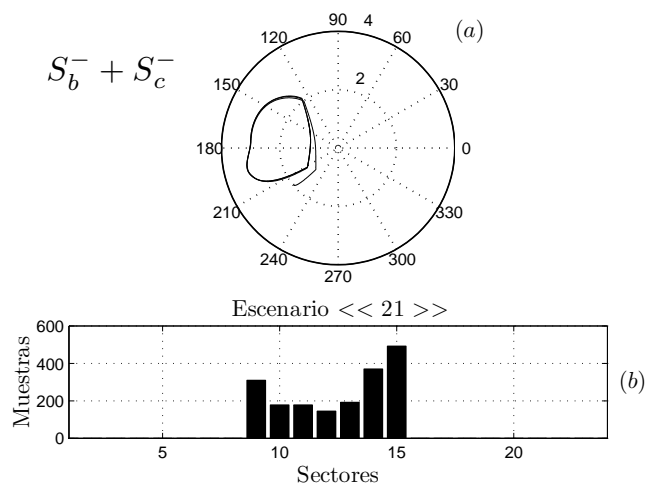 90 4 (a)
120 60
S_b^- + S_c^-
2
150 30
180 0
210 330
240 300
270
Escenario << 21 >>
600
400
200
0
Muestras
(b)
5 10 15 20
Sectores